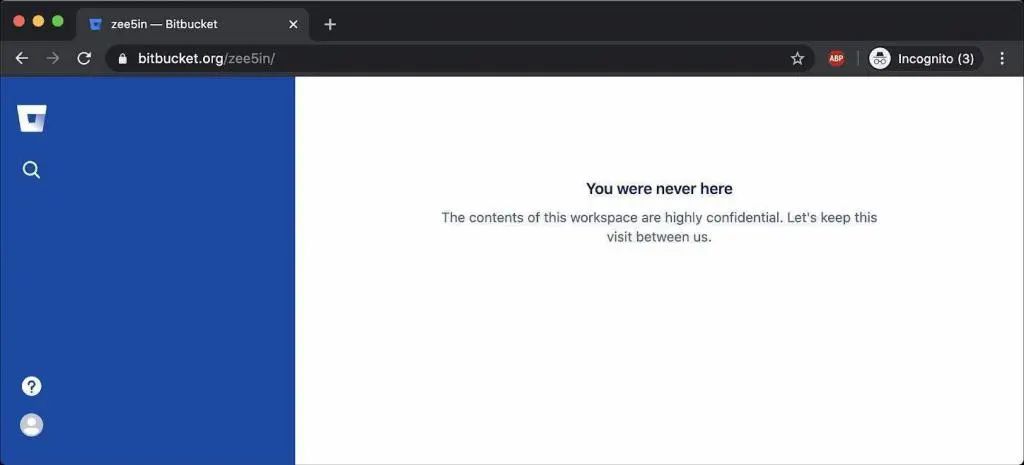 zee5in — Bitbucket
bitbucket.org/zee5in/
ABP
Incognito (3)
You were never here
The contents of this workspace are highly confidential. Let's keep this
visit between us.